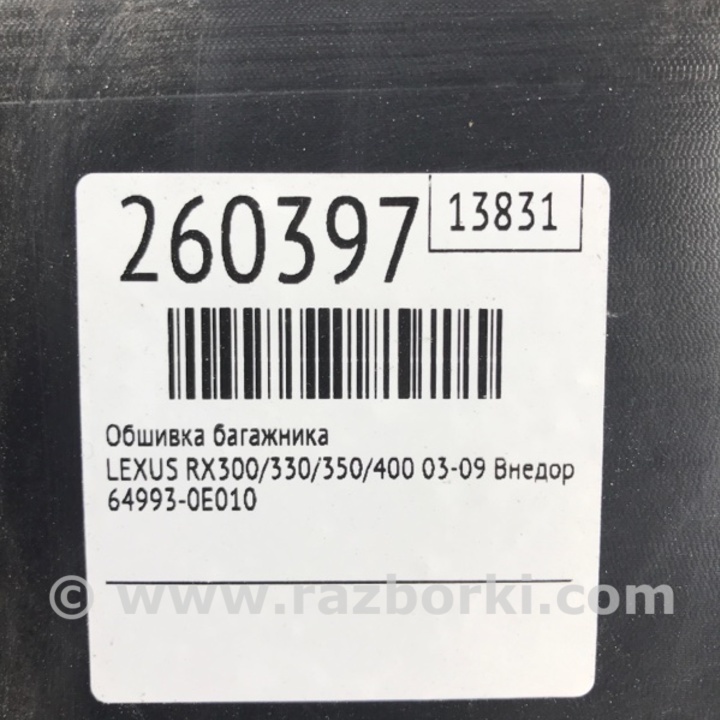 260397
13831
Обшивка багажника
LEXUS RX300/330/350/400 03-09 Внедор
64993-0E010
© www.razborki.com